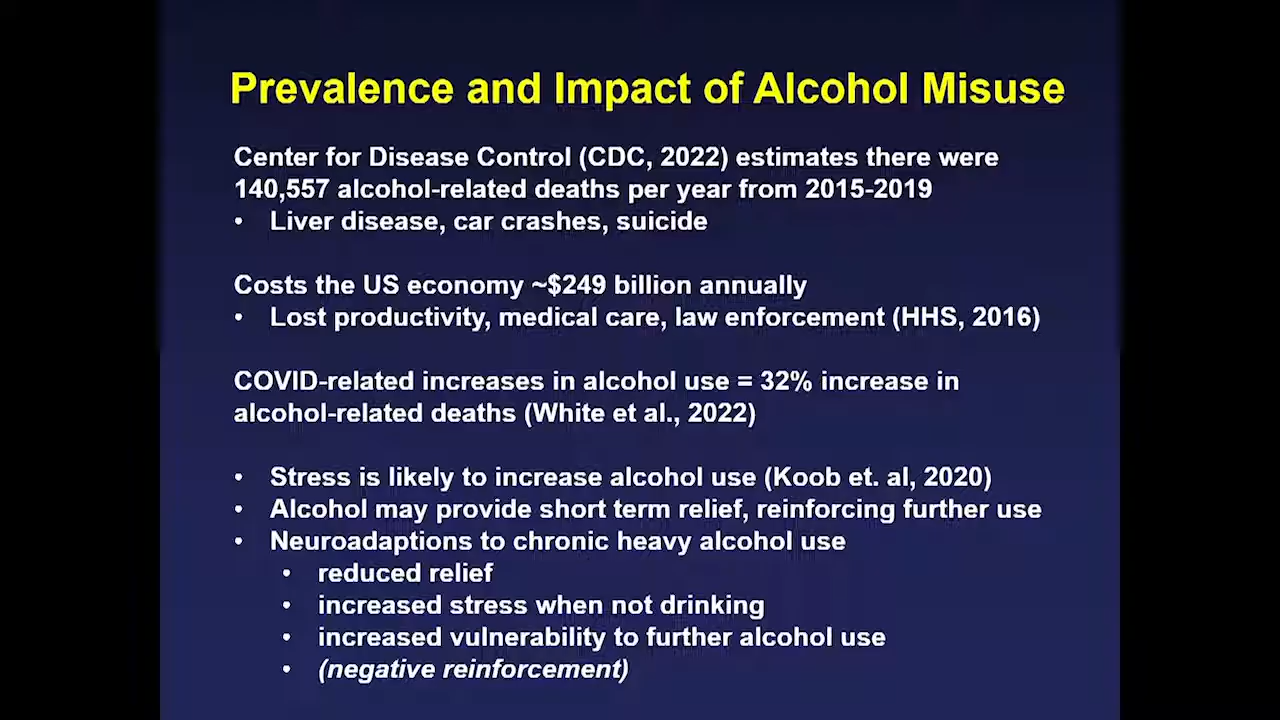 Prevalence and Impact of Alcohol Misuse
Center for Disease Control (CDC, 2022) estimates there were
140,557 alcohol-related deaths per year from 2015-2019
• Liver disease, car crashes, suicide
Costs the US economy ~$249 billion annually
• Lost productivity, medical care, law enforcement (HHS, 2016)
COVID-related increases in alcohol use = 32% increase in
alcohol-related deaths (White et al., 2022)
• Stress is likely to increase alcohol use (Koob et. al, 2020)
• Alcohol may provide short term relief, reinforcing further use
• Neuroadaptions to chronic heavy alcohol use
• reduced relief
• increased stress when not drinking
• increased vulnerability to further alcohol use
• (negative reinforcement)